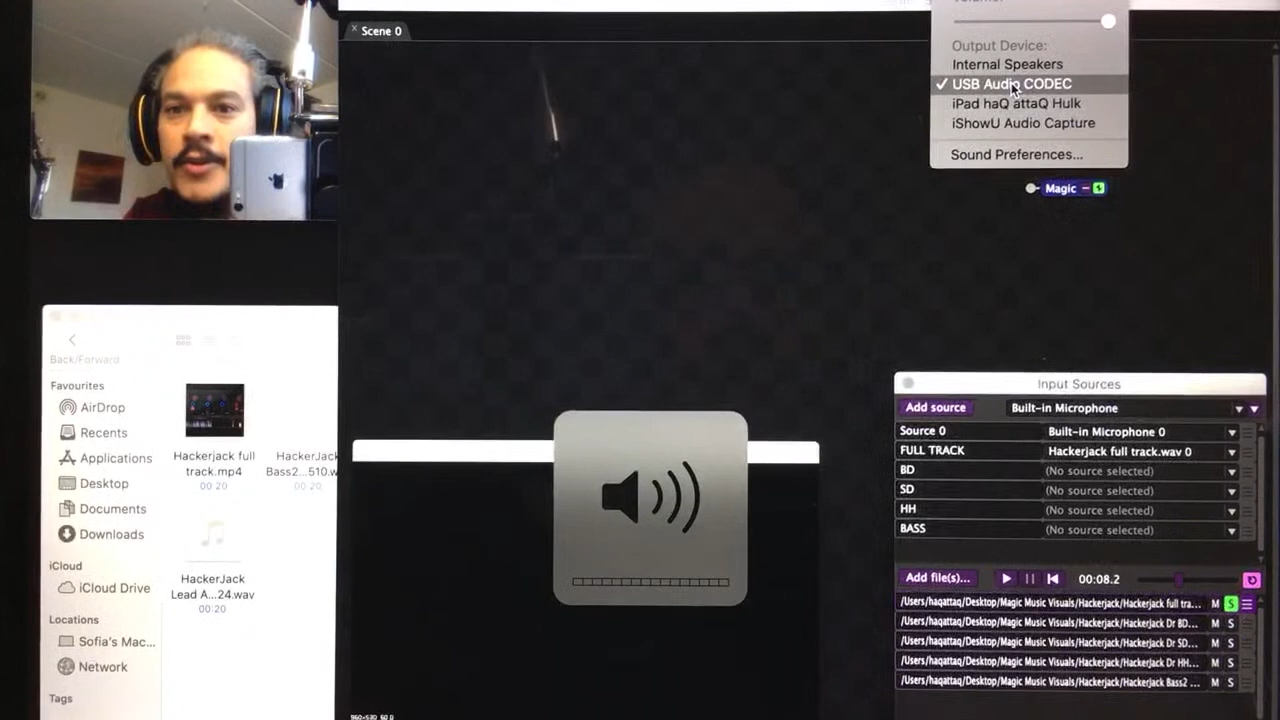 Volume:
Scene 0
Output Device:
Internal Speakers
✓ USB Audio CODEC
iPad haQ attaQ Hulk
iShowU Audio Capture
Sound Preferences...
Magic
Back/Forward
Favourites
AirDrop
Recents
Applications
Desktop
Documents
Downloads
iCloud
iCloud Drive
Locations
Sofia's Mac...
Network
Tags
Hackerjack full
track.mp4
00:20
HackerJ
Bass2...510.w
00:20
HackerJack
Lead A...24.wav
00:20
Input Sources
Add source
Built-in Microphone
Source 0 Built-in Microphone 0
FULL TRACK Hackerjack full track.wav 0
BD (No source selected)
SD (No source selected)
HH (No source selected)
BASS (No source selected)
Add file(s)... 00:08.2
/Users/haqattaq/Desktop/Magic Music Visuals/Hackerjack/Hackerjack full tra... M S
/Users/haqattaq/Desktop/Magic Music Visuals/Hackerjack/HackerJack Dr BD... M S
/Users/haqattaq/Desktop/Magic Music Visuals/Hackerjack/HackerJack Dr SD... M S
/Users/haqattaq/Desktop/Magic Music Visuals/Hackerjack/HackerJack Dr HH... M S
/Users/haqattaq/Desktop/Magic Music Visuals/Hackerjack/HackerJack Bass2 ... M S